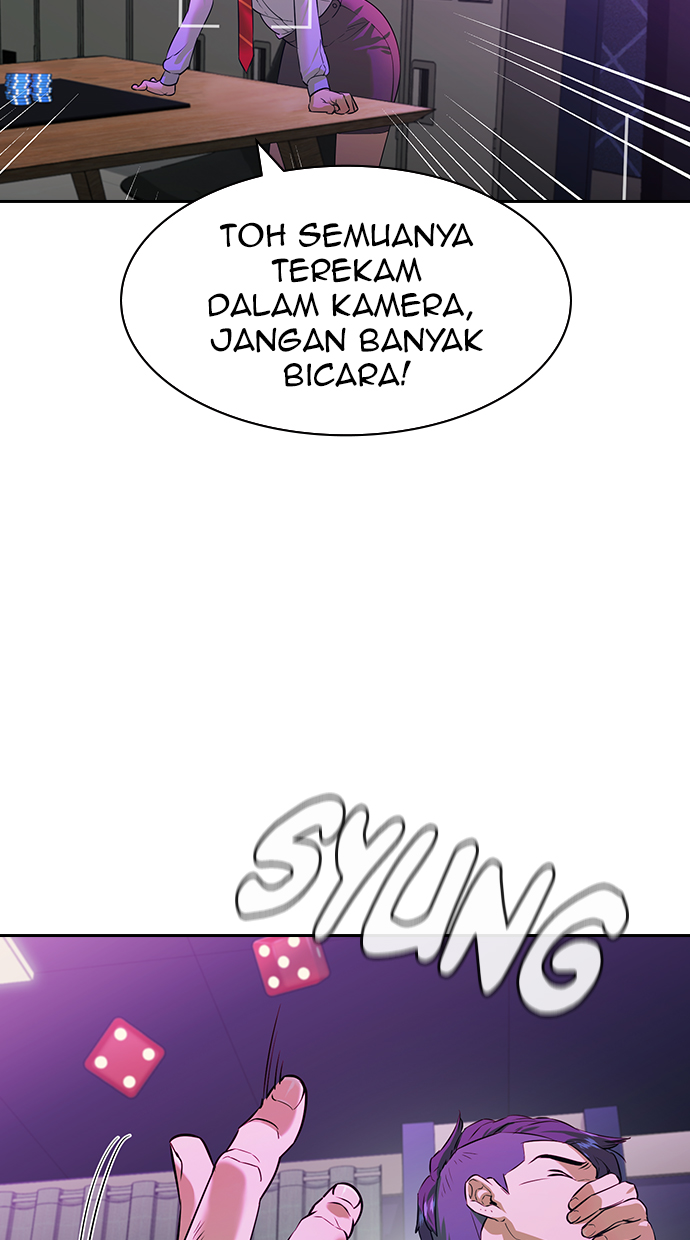 TOH SEMUANYA
TEREKAM
DALAM KAMERA,
JANGAN BANYAK
BICARA!
SYUNG